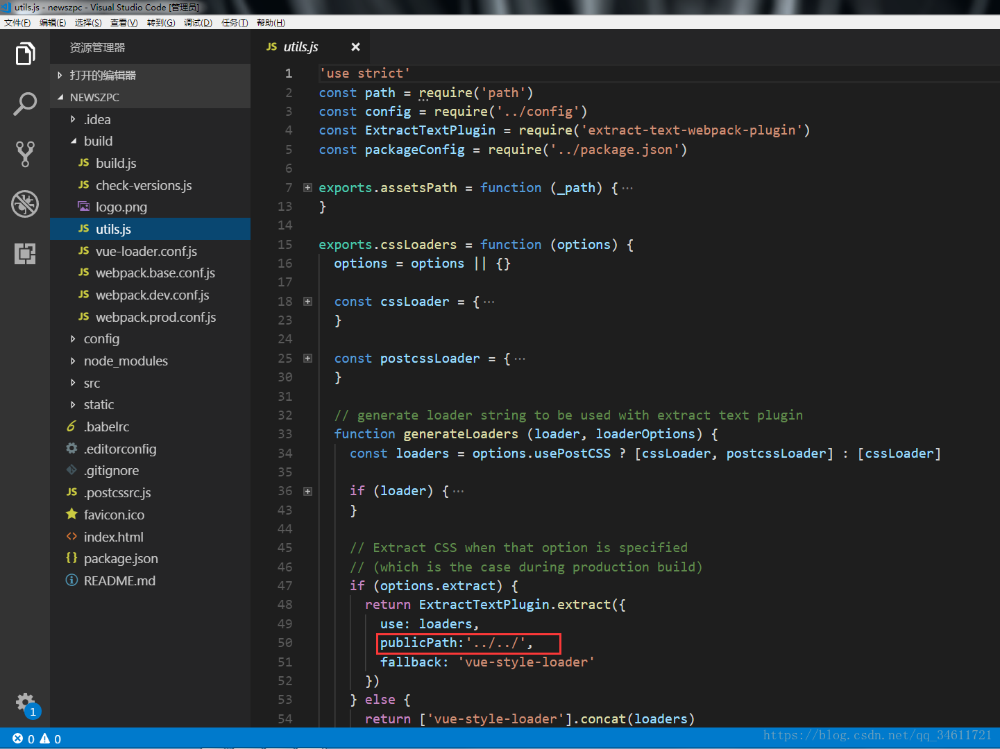 utils.js - newszpc - Visual Studio Code [管理员]
文件(F) 编辑(E) 选择(S) 查看(V) 转到(G) 调试(D) 任务(T) 帮助(H)
资源管理器
打开的编辑器
NEWSZPC
.idea
build
JS build.js
JS check-versions.js
logo.png
JS utils.js
JS vue-loader.conf.js
JS webpack.base.conf.js
JS webpack.dev.conf.js
JS webpack.prod.conf.js
config
node_modules
src
static
.babelrc
.editorconfig
.gitignore
JS .postcssrc.js
favicon.ico
<> index.html
{} package.json
README.md
1
JS utils.js
1 'use strict'
2 const path = require('path')
3 const config = require('../config')
4 const ExtractTextPlugin = require('extract-text-webpack-plugin')
5 const packageConfig = require('../package.json')
6
7 exports.assetsPath = function (_path) {···
13 }
14
15 exports.cssLoaders = function (options) {
16 options = options || {}
17
18 const cssLoader = {···
23 }
24
25 const postcssLoader = {···
30 }
31
32 // generate loader string to be used with extract text plugin
33 function generateLoaders (loader, loaderOptions) {
34 const loaders = options.usePostCSS ? [cssLoader, postcssLoader] : [cssLoader]
35
36 if (loader) {···
43 }
44
45 // Extract CSS when that option is specified
46 // (which is the case during production build)
47 if (options.extract) {
48 return ExtractTextPlugin.extract({
49 use: loaders,
50 publicPath:'../../',
51 fallback: 'vue-style-loader'
52 })
53 } else {
54 return ['vue-style-loader'].concat(loaders)
0 0
https://blog.csdn.net/qq_34611721